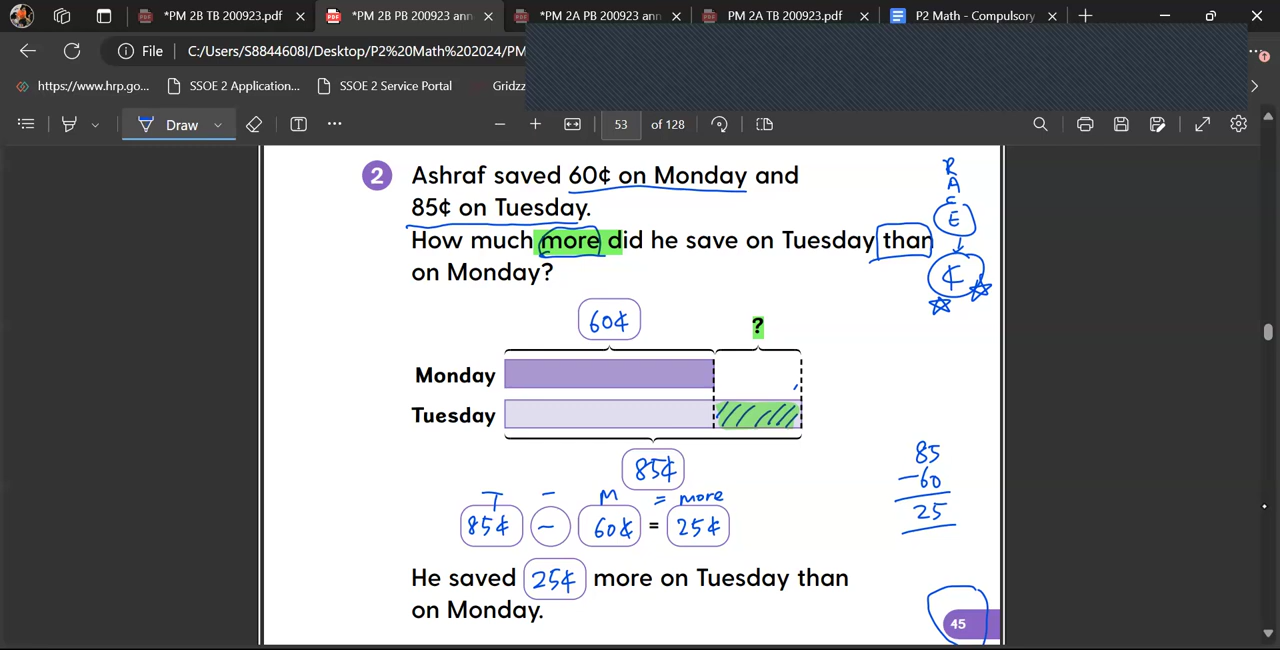 *PM 2B TB 200923.pdf
*PM 2B PB 200923 ann
*PM 2A PB 200923 ann
PM 2A TB 200923.pdf
P2 Math - Compulsory
File
C:/Users/S8844608I/Desktop/P2%20Math%202024/PM
https://www.hrp.go...
SSOE 2 Application...
SSOE 2 Service Portal
Gridzz
Draw
53 of 128
2
Ashraf saved 60¢ on Monday and
85¢ on Tuesday.
How much more did he save on Tuesday than
on Monday?
R
A
C
E
¢
60¢
?
Monday
Tuesday
85¢
T – M = more
85¢ – 60¢ = 25¢
85
–60
25
He saved 25¢ more on Tuesday than
on Monday.
45